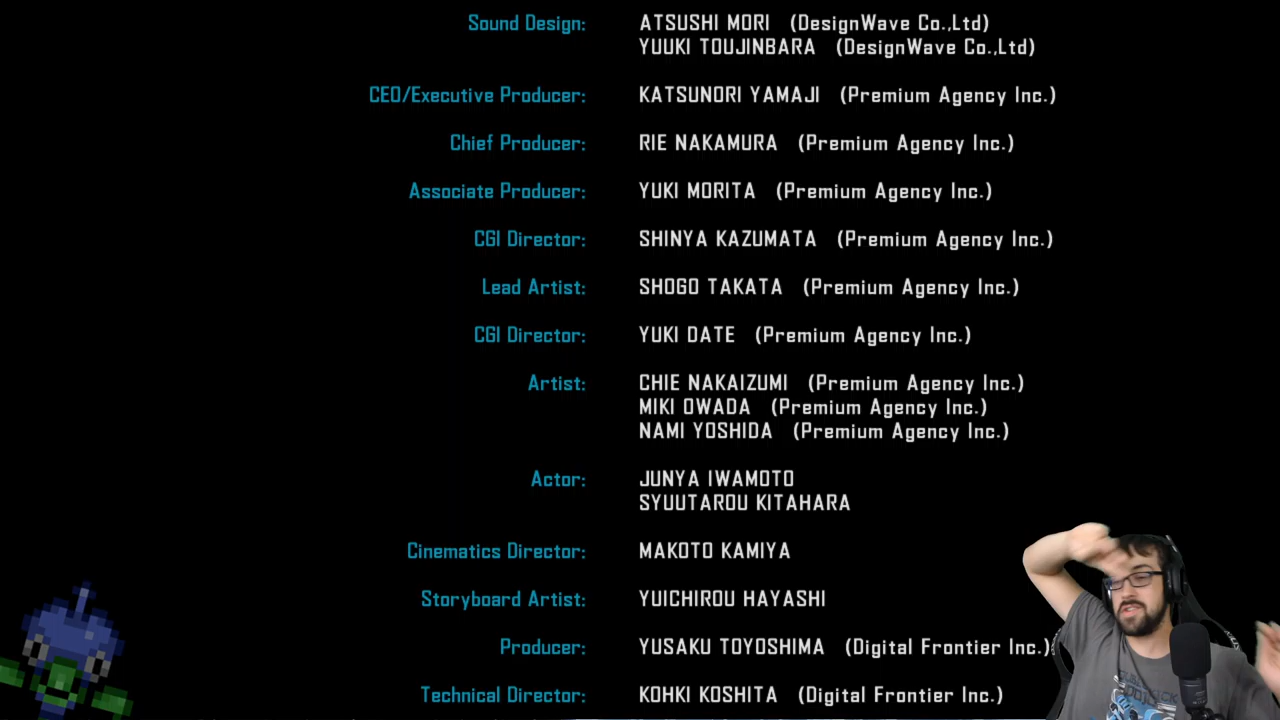 Sound Design: ATSUSHI MORI (DesignWave Co.,Ltd)
YUUKI TOUJINBARA (DesignWave Co.,Ltd)
CEO/Executive Producer: KATSUNORI YAMAJI (Premium Agency Inc.)
Chief Producer: RIE NAKAMURA (Premium Agency Inc.)
Associate Producer: YUKI MORITA (Premium Agency Inc.)
CGI Director: SHINYA KAZUMATA (Premium Agency Inc.)
Lead Artist: SHOGO TAKATA (Premium Agency Inc.)
CGI Director: YUKI DATE (Premium Agency Inc.)
Artist: CHIE NAKAIZUMI (Premium Agency Inc.)
MIKI OWADA (Premium Agency Inc.)
NAMI YOSHIDA (Premium Agency Inc.)
Actor: JUNYA IWAMOTO
SYUUTAROU KITAHARA
Cinematics Director: MAKOTO KAMIYA
Storyboard Artist: YUICHIROU HAYASHI
Producer: YUSAKU TOYOSHIMA (Digital Frontier Inc.)
Technical Director: KOHKI KOSHITA (Digital Frontier Inc.)